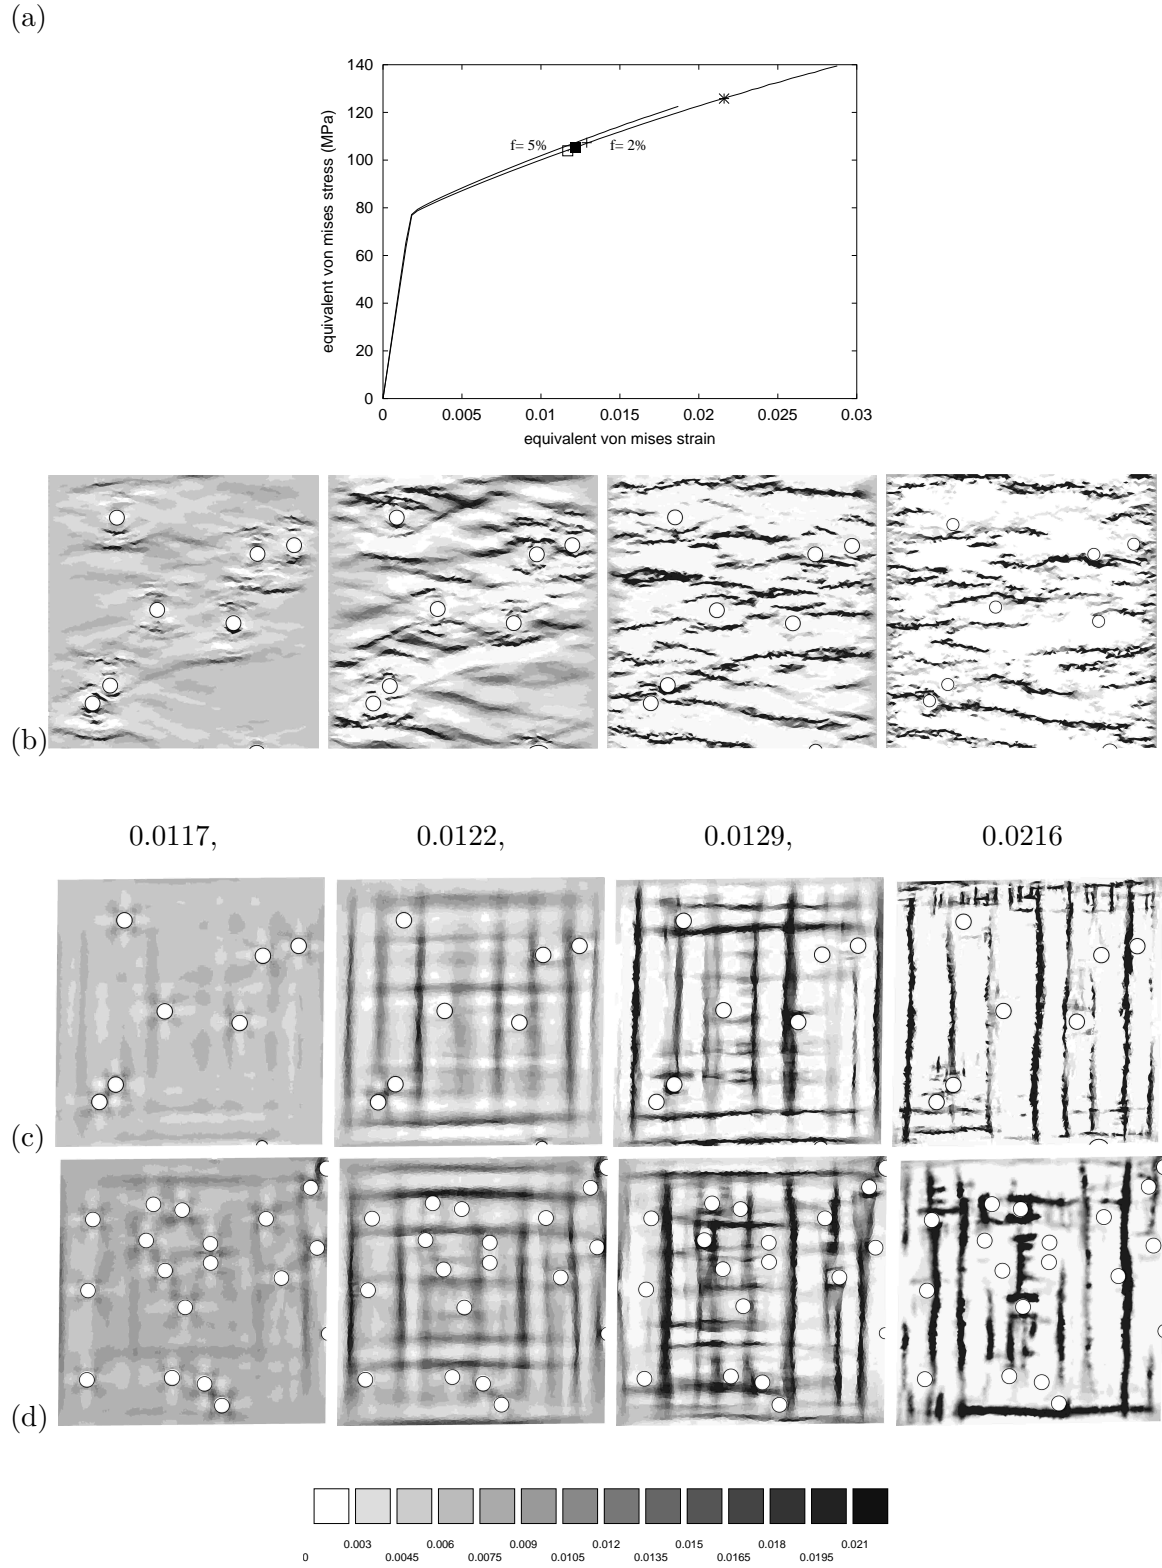 (a)
140
120
100
80
60
40
20
0
equivalent von mises stress (MPa)
f= 5%
f= 2%
0 0.005 0.01 0.015 0.02 0.025 0.03
equivalent von mises strain
(b)
0.0117, 0.0122, 0.0129, 0.0216
(c)
(d)
0.003 0.006 0.009 0.012 0.015 0.018 0.021
0 0.0045 0.0075 0.0105 0.0135 0.0165 0.0195